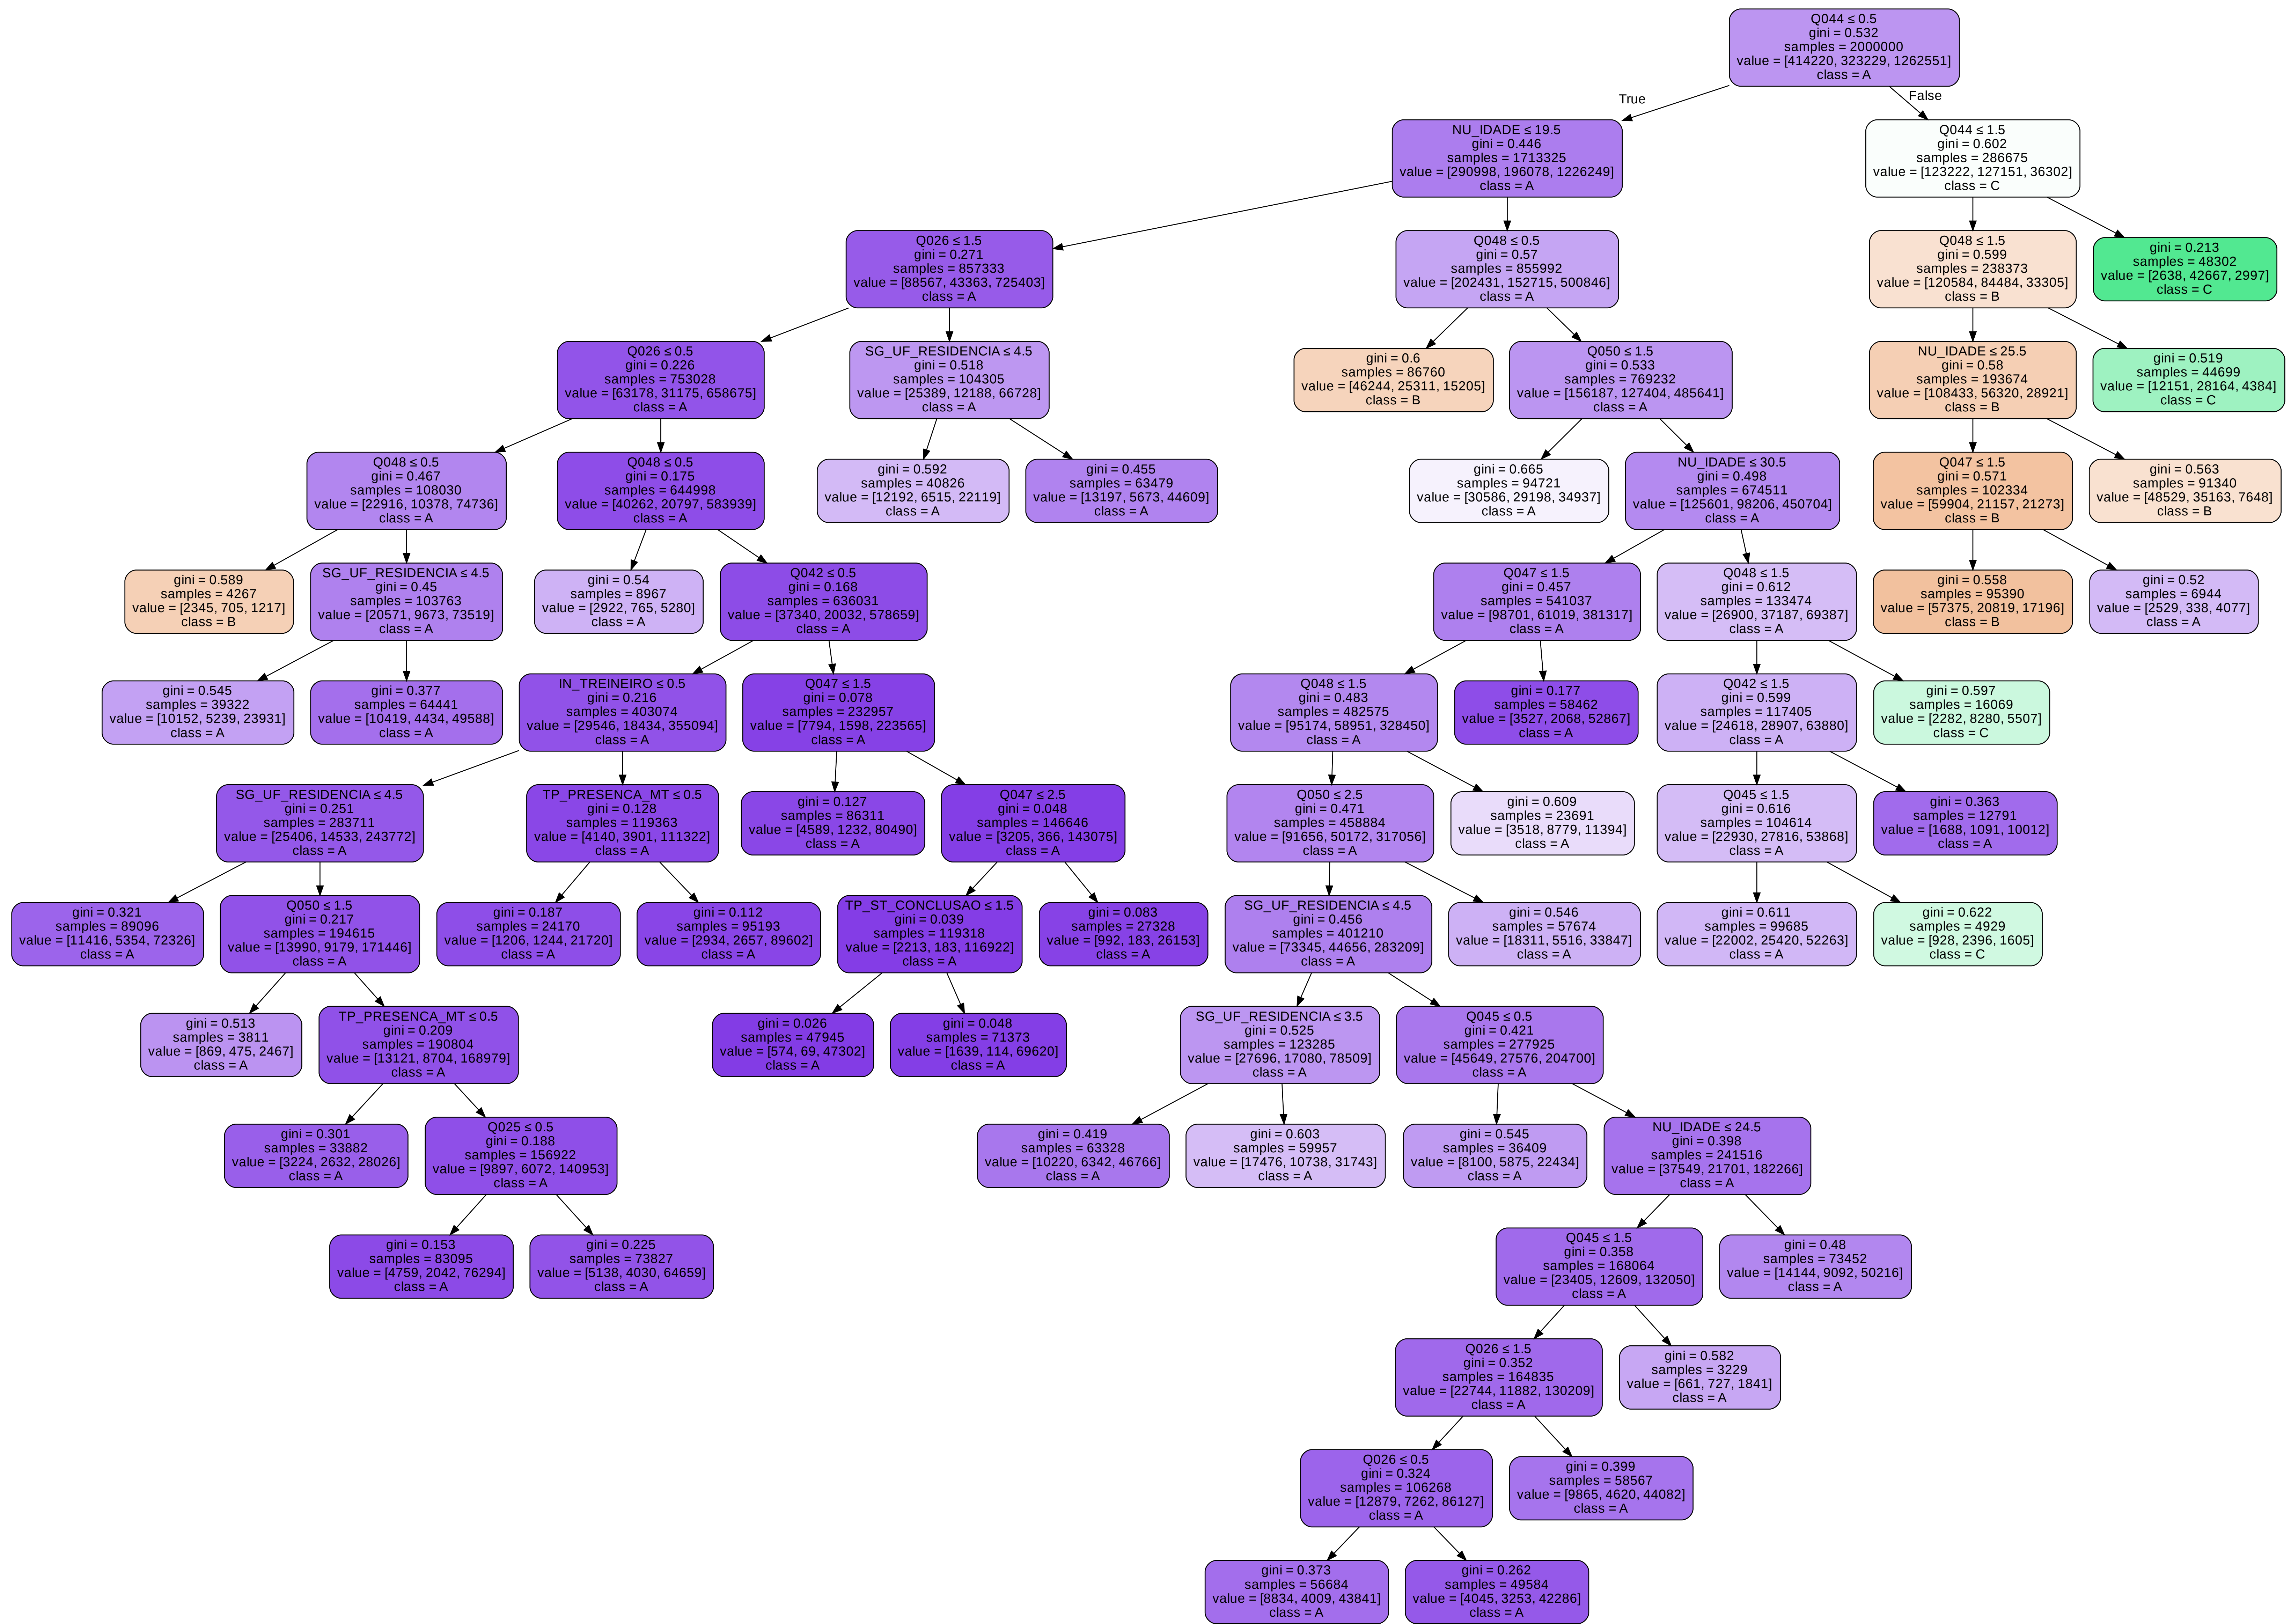 Q044 ≤ 0.5
gini = 0.532
samples = 2000000
value = [414220, 323229, 1262551]
class = A
True
False
NU_IDADE ≤ 19.5
gini = 0.446
samples = 1713325
value = [290998, 196078, 1226249]
class = A
Q044 ≤ 1.5
gini = 0.602
samples = 286675
value = [123222, 127151, 36302]
class = C
Q026 ≤ 1.5
gini = 0.271
samples = 857333
value = [88567, 43363, 725403]
class = A
Q048 ≤ 0.5
gini = 0.57
samples = 855992
value = [202431, 152715, 500846]
class = A
Q048 ≤ 1.5
gini = 0.599
samples = 238373
value = [120584, 84484, 33305]
class = B
gini = 0.213
samples = 48302
value = [2638, 42667, 2997]
class = C
Q026 ≤ 0.5
gini = 0.226
samples = 753028
value = [63178, 31175, 658675]
class = A
SG_UF_RESIDENCIA ≤ 4.5
gini = 0.518
samples = 104305
value = [25389, 12188, 66728]
class = A
gini = 0.6
samples = 86760
value = [46244, 25311, 15205]
class = B
Q050 ≤ 1.5
gini = 0.533
samples = 769232
value = [156187, 127404, 485641]
class = A
NU_IDADE ≤ 25.5
gini = 0.58
samples = 193674
value = [108433, 56320, 28921]
class = B
gini = 0.519
samples = 44699
value = [12151, 28164, 4384]
class = C
Q048 ≤ 0.5
gini = 0.467
samples = 108030
value = [22916, 10378, 74736]
class = A
Q048 ≤ 0.5
gini = 0.175
samples = 644998
value = [40262, 20797, 583939]
class = A
gini = 0.592
samples = 40826
value = [12192, 6515, 22119]
class = A
gini = 0.455
samples = 63479
value = [13197, 5673, 44609]
class = A
gini = 0.665
samples = 94721
value = [30586, 29198, 34937]
class = A
NU_IDADE ≤ 30.5
gini = 0.498
samples = 674511
value = [125601, 98206, 450704]
class = A
Q047 ≤ 1.5
gini = 0.571
samples = 102334
value = [59904, 21157, 21273]
class = B
gini = 0.563
samples = 91340
value = [48529, 35163, 7648]
class = B
gini = 0.589
samples = 4267
value = [2345, 705, 1217]
class = B
SG_UF_RESIDENCIA ≤ 4.5
gini = 0.45
samples = 103763
value = [20571, 9673, 73519]
class = A
gini = 0.54
samples = 8967
value = [2922, 765, 5280]
class = A
Q042 ≤ 0.5
gini = 0.168
samples = 636031
value = [37340, 20032, 578659]
class = A
Q047 ≤ 1.5
gini = 0.457
samples = 541037
value = [98701, 61019, 381317]
class = A
Q048 ≤ 1.5
gini = 0.612
samples = 133474
value = [26900, 37187, 69387]
class = A
gini = 0.558
samples = 95390
value = [57375, 20819, 17196]
class = B
gini = 0.52
samples = 6944
value = [2529, 338, 4077]
class = A
gini = 0.545
samples = 39322
value = [10152, 5239, 23931]
class = A
gini = 0.377
samples = 64441
value = [10419, 4434, 49588]
class = A
IN_TREINEIRO ≤ 0.5
gini = 0.216
samples = 403074
value = [29546, 18434, 355094]
class = A
Q047 ≤ 1.5
gini = 0.078
samples = 232957
value = [7794, 1598, 223565]
class = A
Q048 ≤ 1.5
gini = 0.483
samples = 482575
value = [95174, 58951, 328450]
class = A
gini = 0.177
samples = 58462
value = [3527, 2068, 52867]
class = A
Q042 ≤ 1.5
gini = 0.599
samples = 117405
value = [24618, 28907, 63880]
class = A
gini = 0.597
samples = 16069
value = [2282, 8280, 5507]
class = C
SG_UF_RESIDENCIA ≤ 4.5
gini = 0.251
samples = 283711
value = [25406, 14533, 243772]
class = A
TP_PRESENCA_MT ≤ 0.5
gini = 0.128
samples = 119363
value = [4140, 3901, 111322]
class = A
gini = 0.127
samples = 86311
value = [4589, 1232, 80490]
class = A
Q047 ≤ 2.5
gini = 0.048
samples = 146646
value = [3205, 366, 143075]
class = A
Q050 ≤ 2.5
gini = 0.471
samples = 458884
value = [91656, 50172, 317056]
class = A
gini = 0.609
samples = 23691
value = [3518, 8779, 11394]
class = A
Q045 ≤ 1.5
gini = 0.616
samples = 104614
value = [22930, 27816, 53868]
class = A
gini = 0.363
samples = 12791
value = [1688, 1091, 10012]
class = A
gini = 0.321
samples = 89096
value = [11416, 5354, 72326]
class = A
Q050 ≤ 1.5
gini = 0.217
samples = 194615
value = [13990, 9179, 171446]
class = A
gini = 0.187
samples = 24170
value = [1206, 1244, 21720]
class = A
gini = 0.112
samples = 95193
value = [2934, 2657, 89602]
class = A
TP_ST_CONCLUSAO ≤ 1.5
gini = 0.039
samples = 119318
value = [2213, 183, 116922]
class = A
gini = 0.083
samples = 27328
value = [992, 183, 26153]
class = A
SG_UF_RESIDENCIA ≤ 4.5
gini = 0.456
samples = 401210
value = [73345, 44656, 283209]
class = A
gini = 0.546
samples = 57674
value = [18311, 5516, 33847]
class = A
gini = 0.611
samples = 99685
value = [22002, 25420, 52263]
class = A
gini = 0.622
samples = 4929
value = [928, 2396, 1605]
class = C
gini = 0.513
samples = 3811
value = [869, 475, 2467]
class = A
TP_PRESENCA_MT ≤ 0.5
gini = 0.209
samples = 190804
value = [13121, 8704, 168979]
class = A
gini = 0.026
samples = 47945
value = [574, 69, 47302]
class = A
gini = 0.048
samples = 71373
value = [1639, 114, 69620]
class = A
SG_UF_RESIDENCIA ≤ 3.5
gini = 0.525
samples = 123285
value = [27696, 17080, 78509]
class = A
Q045 ≤ 0.5
gini = 0.421
samples = 277925
value = [45649, 27576, 204700]
class = A
gini = 0.301
samples = 33882
value = [3224, 2632, 28026]
class = A
Q025 ≤ 0.5
gini = 0.188
samples = 156922
value = [9897, 6072, 140953]
class = A
gini = 0.419
samples = 63328
value = [10220, 6342, 46766]
class = A
gini = 0.603
samples = 59957
value = [17476, 10738, 31743]
class = A
gini = 0.545
samples = 36409
value = [8100, 5875, 22434]
class = A
NU_IDADE ≤ 24.5
gini = 0.398
samples = 241516
value = [37549, 21701, 182266]
class = A
gini = 0.153
samples = 83095
value = [4759, 2042, 76294]
class = A
gini = 0.225
samples = 73827
value = [5138, 4030, 64659]
class = A
Q045 ≤ 1.5
gini = 0.358
samples = 168064
value = [23405, 12609, 132050]
class = A
gini = 0.48
samples = 73452
value = [14144, 9092, 50216]
class = A
Q026 ≤ 1.5
gini = 0.352
samples = 164835
value = [22744, 11882, 130209]
class = A
gini = 0.582
samples = 3229
value = [661, 727, 1841]
class = A
Q026 ≤ 0.5
gini = 0.324
samples = 106268
value = [12879, 7262, 86127]
class = A
gini = 0.399
samples = 58567
value = [9865, 4620, 44082]
class = A
gini = 0.373
samples = 56684
value = [8834, 4009, 43841]
class = A
gini = 0.262
samples = 49584
value = [4045, 3253, 42286]
class = A